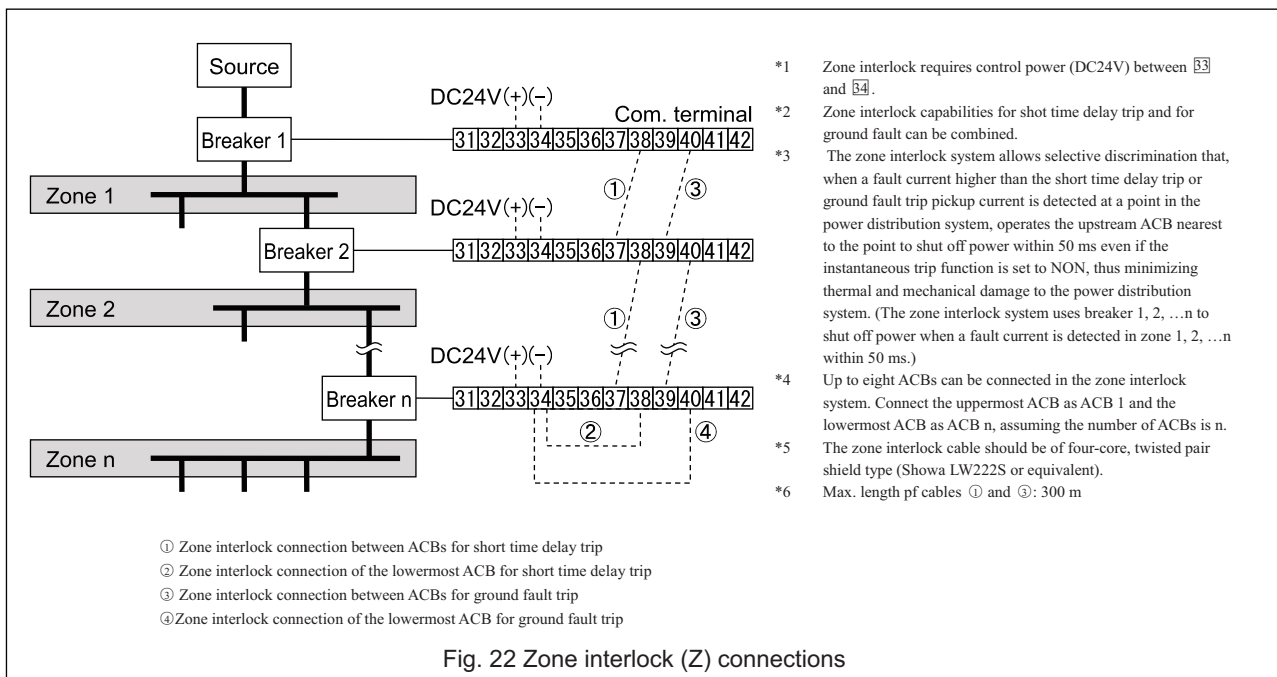 Source
DC24V(+)(−)
Com. terminal
Breaker 1
31 32 33 34 35 36 37 38 39 40 41 42
Zone 1
① ③
DC24V(+)(−)
Breaker 2
31 32 33 34 35 36 37 38 39 40 41 42
Zone 2
① ③
DC24V(+)(−)
Breaker n
31 32 33 34 35 36 37 38 39 40 41 42
② ④
Zone n
*1 Zone interlock requires control power (DC24V) between 33
and 34.
*2 Zone interlock capabilities for shot time delay trip and for
ground fault can be combined.
*3 The zone interlock system allows selective discrimination that,
when a fault current higher than the short time delay trip or
ground fault trip pickup current is detected at a point in the
power distribution system, operates the upstream ACB nearest
to the point to shut off power within 50 ms even if the
instantaneous trip function is set to NON, thus minimizing
thermal and mechanical damage to the power distribution
system. (The zone interlock system uses breaker 1, 2, …n to
shut off power when a fault current is detected in zone 1, 2, …n
within 50 ms.)
*4 Up to eight ACBs can be connected in the zone interlock
system. Connect the uppermost ACB as ACB 1 and the
lowermost ACB as ACB n, assuming the number of ACBs is n.
*5 The zone interlock cable should be of four-core, twisted pair
shield type (Showa LW222S or equivalent).
*6 Max. length pf cables ① and ③: 300 m
① Zone interlock connection between ACBs for short time delay trip
② Zone interlock connection of the lowermost ACB for short time delay trip
③ Zone interlock connection between ACBs for ground fault trip
④Zone interlock connection of the lowermost ACB for ground fault trip
Fig. 22 Zone interlock (Z) connections